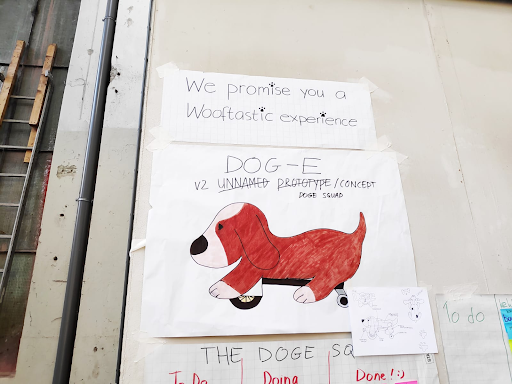 We promise you a
Wooftastic experience
DOG-E
V2 UNNAMED PROTOTYPE/CONCEPT
DOGE SQUAD
THE DOGE SQ
To Do
Doing
Done! :)
To do